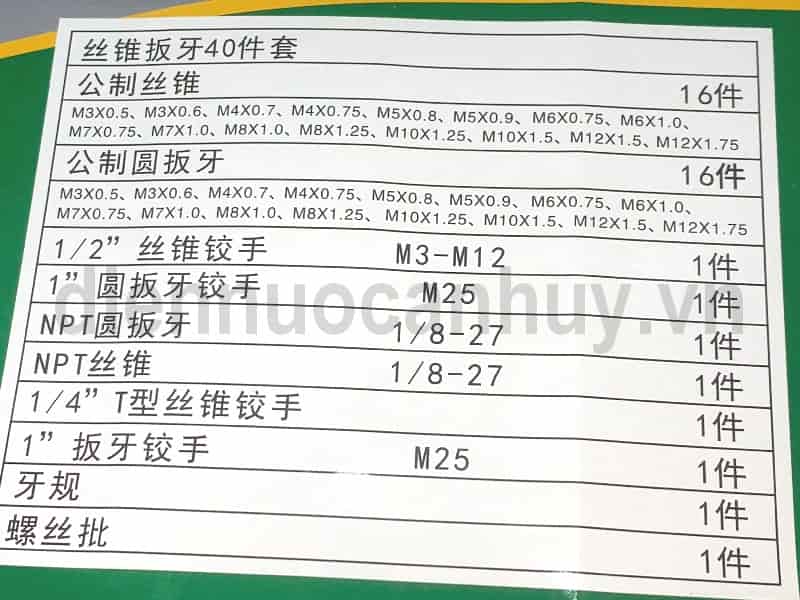 丝锥扳牙40件套
公制丝锥 16件
M3X0.5、M3X0.6、M4X0.7、M4X0.75、M5X0.8、M5X0.9、M6X0.75、M6X1.0、
M7X0.75、M7X1.0、M8X1.0、M8X1.25、M10X1.25、M10X1.5、M12X1.5、M12X1.75
公制圆扳牙 16件
M3X0.5、M3X0.6、M4X0.7、M4X0.75、M5X0.8、M5X0.9、M6X0.75、M6X1.0、
M7X0.75、M7X1.0、M8X1.0、M8X1.25、M10X1.25、M10X1.5、M12X1.5、M12X1.75
1/2” 丝锥铰手 M3-M12 1件
1” 圆扳牙铰手 M25 1件
NPT圆扳牙 1/8-27 1件
NPT丝锥 1/8-27 1件
1/4” T型丝锥铰手 1件
1” 扳牙铰手 M25 1件
牙规 1件
螺丝批 1件
diennuocanhuy.vn